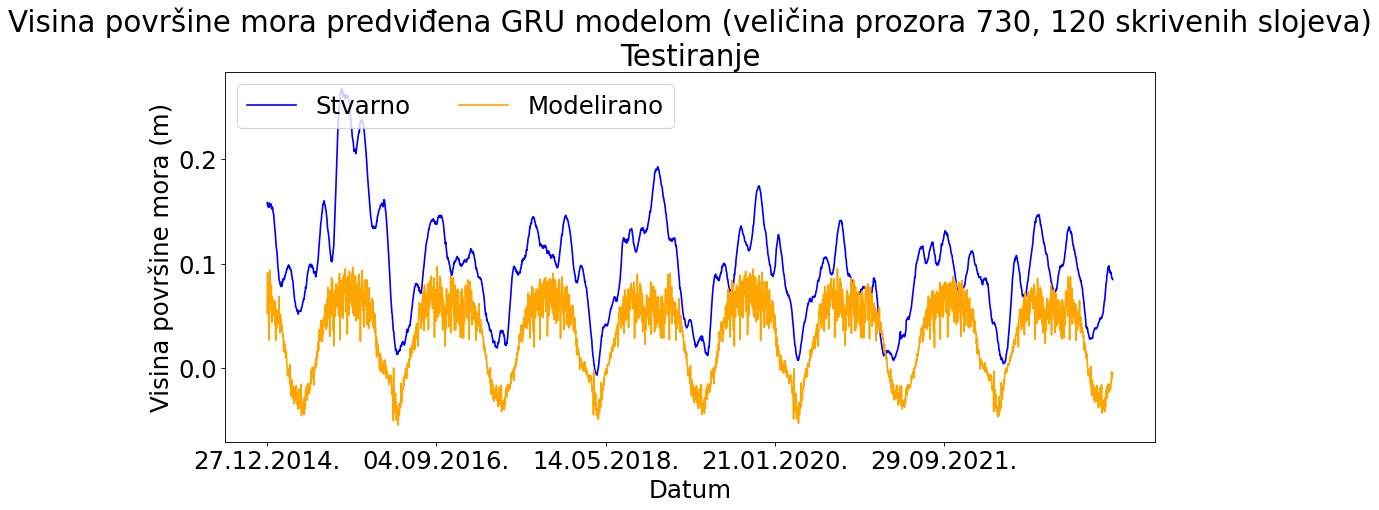 Visina površine mora predviđena GRU modelom (veličina prozora 730, 120 skrivenih slojeva)
Testiranje
Stvarno
Modelirano
Visina površine mora (m)
0.2
0.1
0.0
27.12.2014.
04.09.2016.
14.05.2018.
21.01.2020.
29.09.2021.
Datum